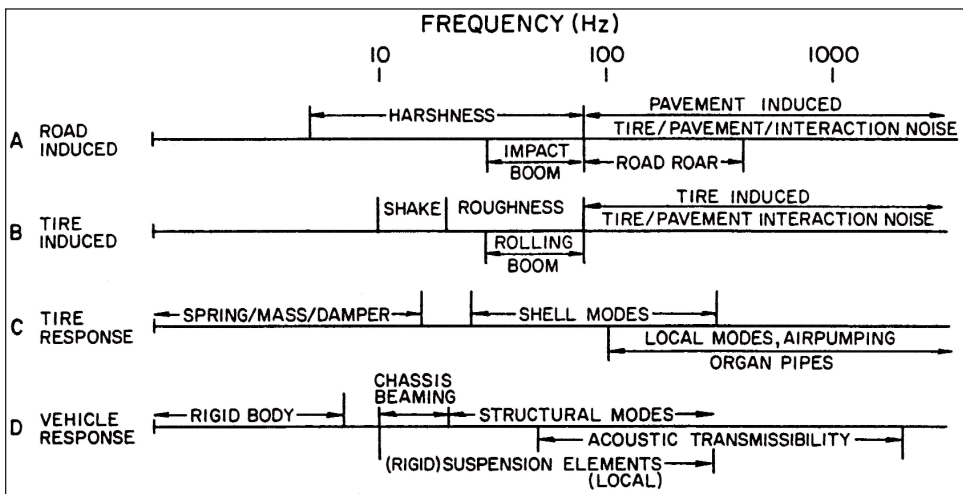 FREQUENCY (Hz)
10 100 1000
A ROAD INDUCED
HARSHNESS
PAVEMENT INDUCED
TIRE/PAVEMENT/INTERACTION NOISE
IMPACT BOOM
ROAD ROAR
B TIRE INDUCED
SHAKE
ROUGHNESS
TIRE INDUCED
TIRE/PAVEMENT INTERACTION NOISE
ROLLING BOOM
C TIRE RESPONSE
SPRING/MASS/DAMPER
SHELL MODES
LOCAL MODES, AIRPUMPING
ORGAN PIPES
D VEHICLE RESPONSE
RIGID BODY
CHASSIS BEAMING
STRUCTURAL MODES
ACOUSTIC TRANSMISSIBILITY
(RIGID) SUSPENSION ELEMENTS
(LOCAL)